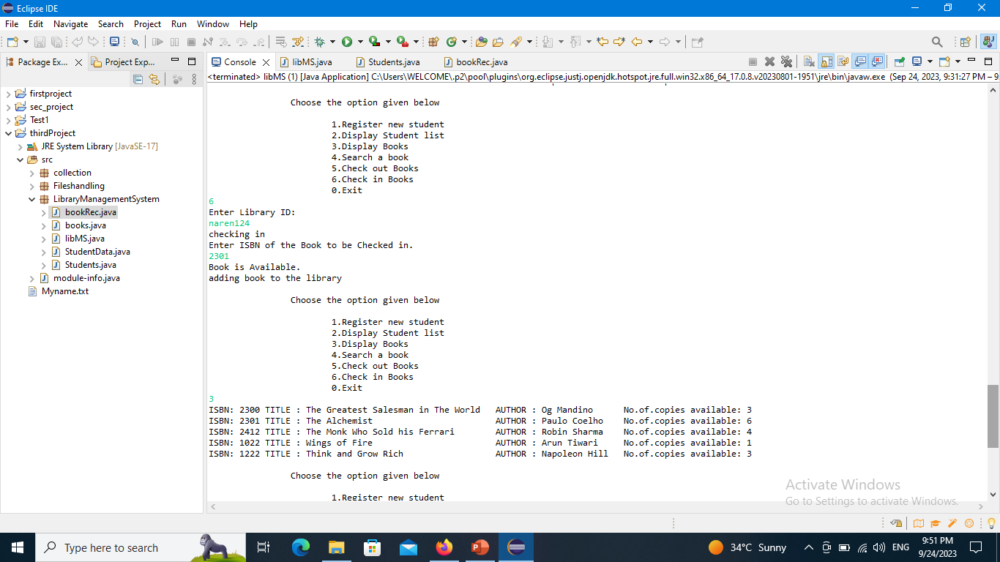 Eclipse IDE
File Edit Navigate Search Project Run Window Help
Package Ex... Project Exp...
Console libMS.java Students.java bookRec.java
<terminated> libMS (1) [Java Application] C:\Users\WELCOME\.p2\pool\plugins\org.eclipse.justj.openjdk.hotspot.jre.full.win32.x86_64_17.0.8.v20230801-1951\jre\bin\javaw.exe (Sep 24, 2023, 9:31:27 PM – 9
firstproject
sec_project
Test1
thirdProject
JRE System Library [JavaSE-17]
src
collection
Fileshandling
LibraryManagementSystem
bookRec.java
books.java
libMS.java
StudentData.java
Students.java
module-info.java
Myname.txt
Choose the option given below
1.Register new student
2.Display Student list
3.Display Books
4.Search a book
5.Check out Books
6.Check in Books
0.Exit
6
Enter Library ID:
naren124
checking in
Enter ISBN of the Book to be Checked in.
2301
Book is Available.
adding book to the library
Choose the option given below
1.Register new student
2.Display Student list
3.Display Books
4.Search a book
5.Check out Books
6.Check in Books
0.Exit
3
ISBN: 2300 TITLE : The Greatest Salesman in The World AUTHOR : Og Mandino No.of.copies available: 3
ISBN: 2301 TITLE : The Alchemist AUTHOR : Paulo Coelho No.of.copies available: 6
ISBN: 2412 TITLE : The Monk Who Sold his Ferrari AUTHOR : Robin Sharma No.of.copies available: 4
ISBN: 1022 TITLE : Wings of Fire AUTHOR : Arun Tiwari No.of.copies available: 1
ISBN: 1222 TITLE : Think and Grow Rich AUTHOR : Napoleon Hill No.of.copies available: 3
Choose the option given below
1.Register new student
Activate Windows
Go to Settings to activate Windows.
Type here to search
34°C Sunny
ENG
9:51 PM
9/24/2023